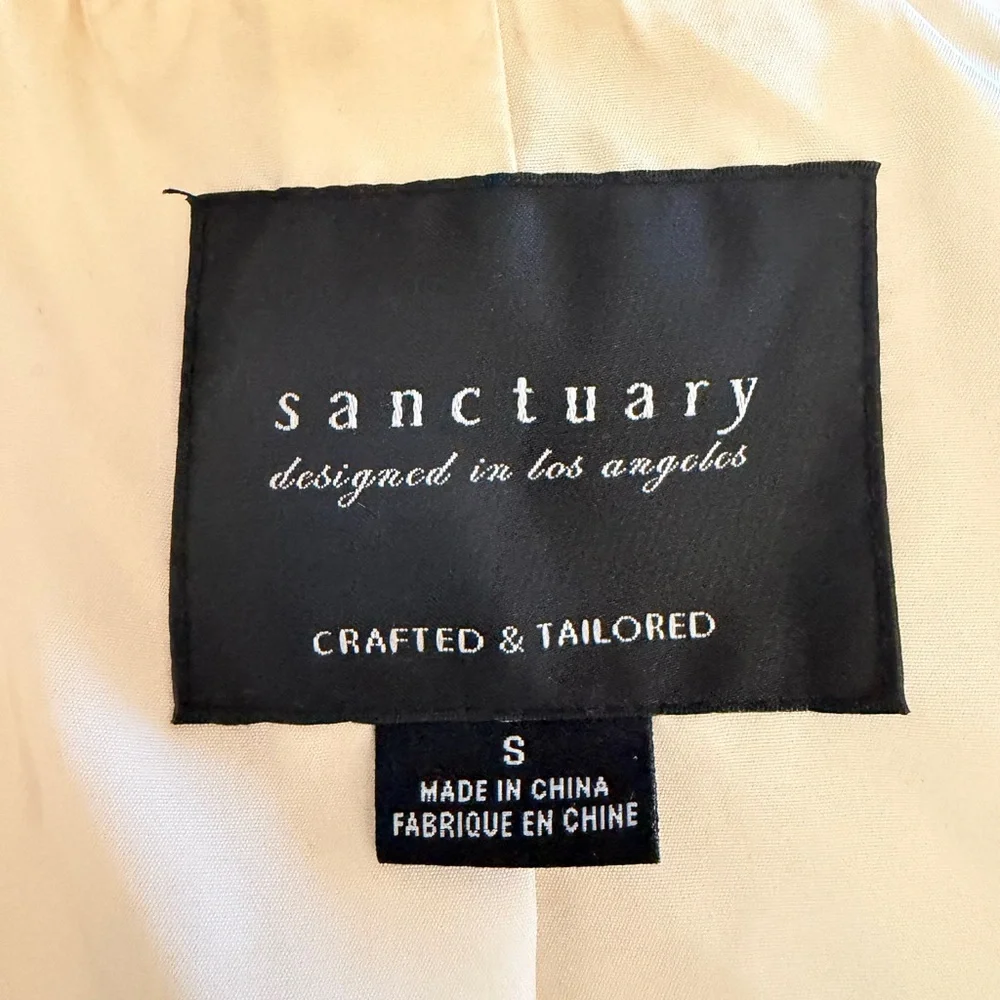 sanctuary
designed in los angeles
CRAFTED & TAILORED
S
MADE IN CHINA
FABRIQUE EN CHINE